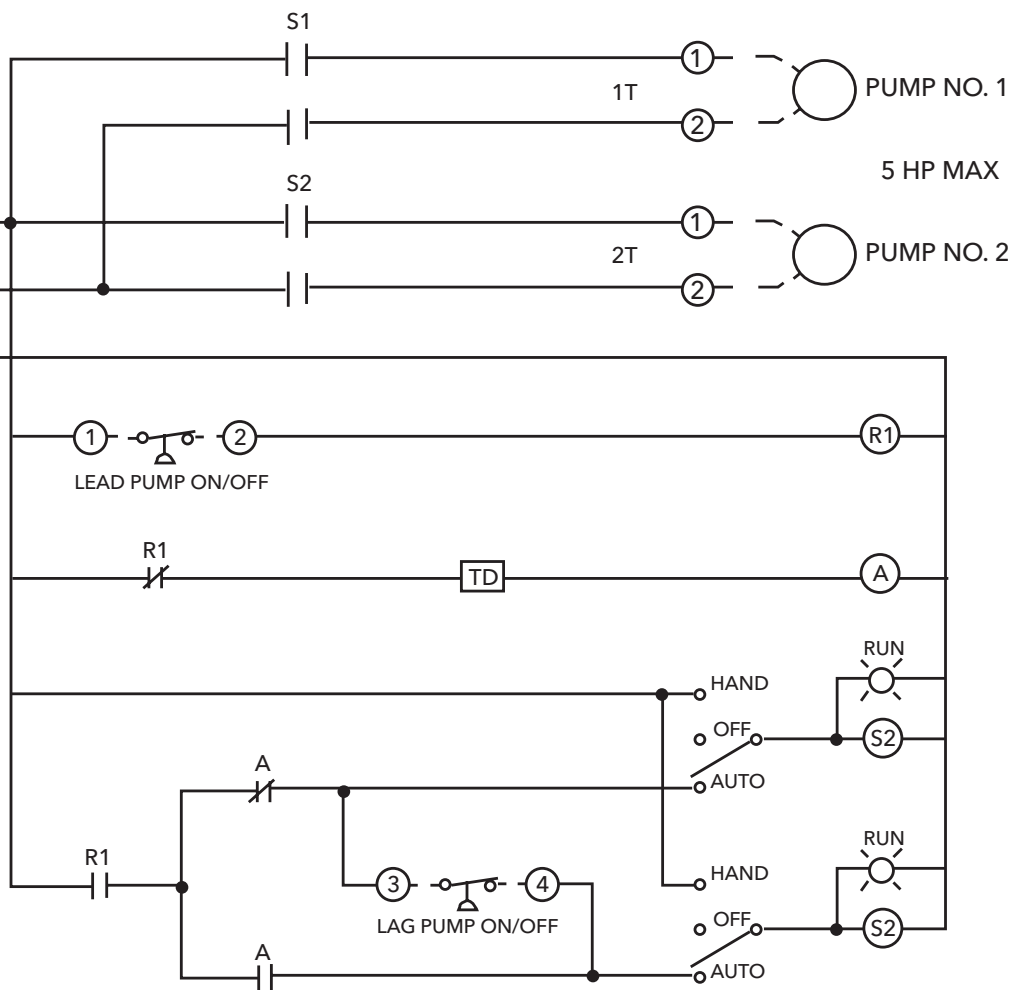 S1
1
1T
PUMP NO. 1
2
5 HP MAX
S2
1
2T
PUMP NO. 2
2
1
2
R1
LEAD PUMP ON/OFF
R1
TD
A
RUN
HAND
OFF
S2
A
AUTO
RUN
R1
HAND
3
4
OFF
LAG PUMP ON/OFF
S2
A
AUTO